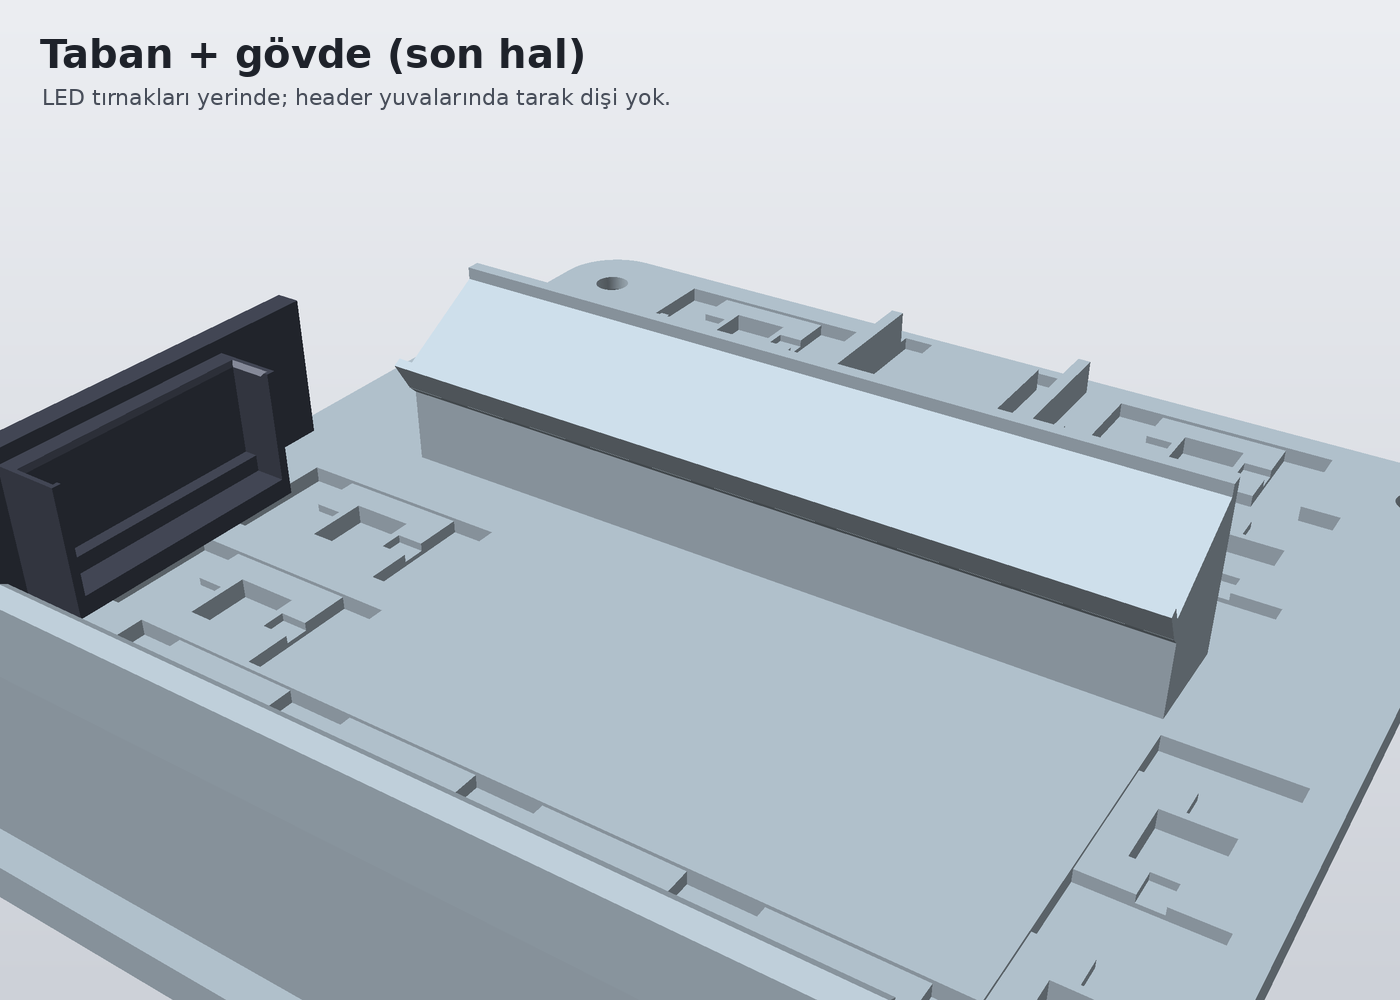 Taban + gövde (son hal)
LED tırnakları yerinde; header yuvalarında tarak dişi yok.